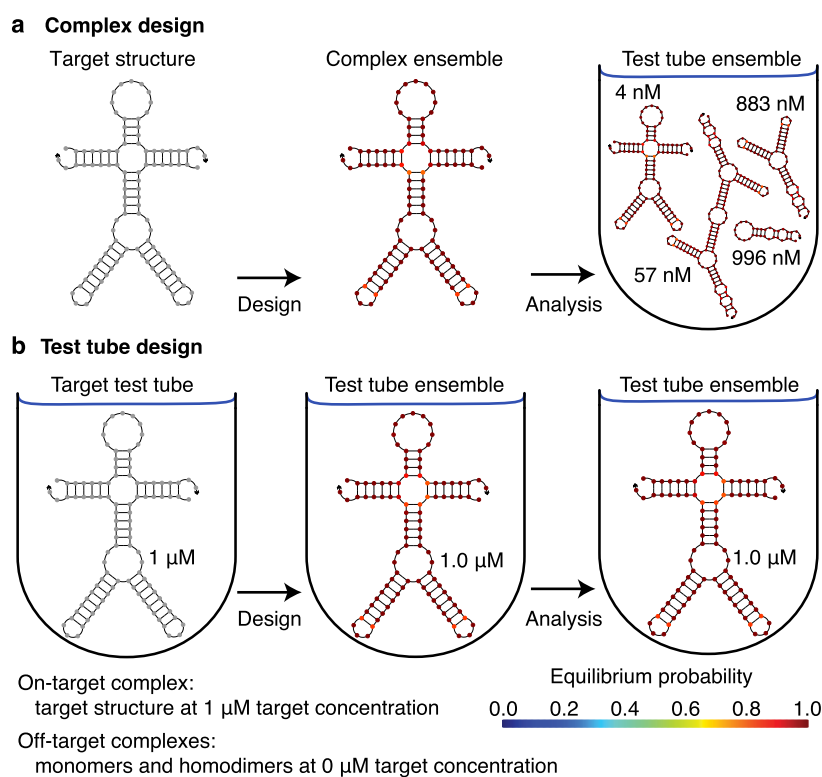 a Complex design
Target structure
Complex ensemble
Test tube ensemble
Design
Analysis
4 nM
883 nM
57 nM
996 nM
b Test tube design
Target test tube
Test tube ensemble
Test tube ensemble
1 μM
Design
1.0 μM
Analysis
1.0 μM
On-target complex:
target structure at 1 μM target concentration
Off-target complexes:
monomers and homodimers at 0 μM target concentration
Equilibrium probability
0.0 0.2 0.4 0.6 0.8 1.0